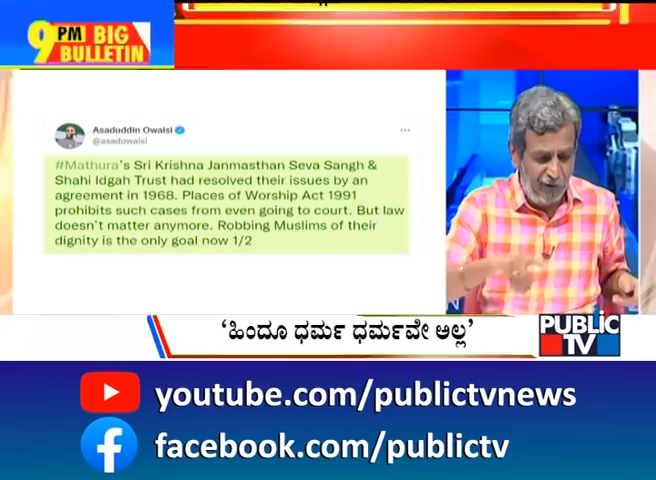 9 PM BIG
BULLETIN
Asaduddin Owaisi
@asadowaisi
#Mathura's Sri Krishna Janmasthan Seva Sangh &
Shahi Idgah Trust had resolved their issues by an
agreement in 1968. Places of Worship Act 1991
prohibits such cases from even going to court. But law
doesn't matter anymore. Robbing Muslims of their
dignity is the only goal now 1/2
‘ಹಿಂದೂ ಧರ್ಮ ಧರ್ಮವೇ ಅಲ್ಲ’
PUBLiC
TV
youtube.com/publictvnews
facebook.com/publictv